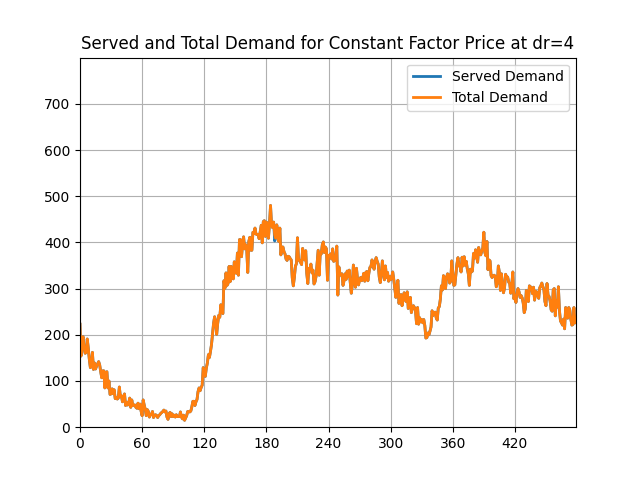 Served and Total Demand for Constant Factor Price at dr=4
Served Demand
Total Demand
700
600
500
400
300
200
100
0
0 60 120 180 240 300 360 420